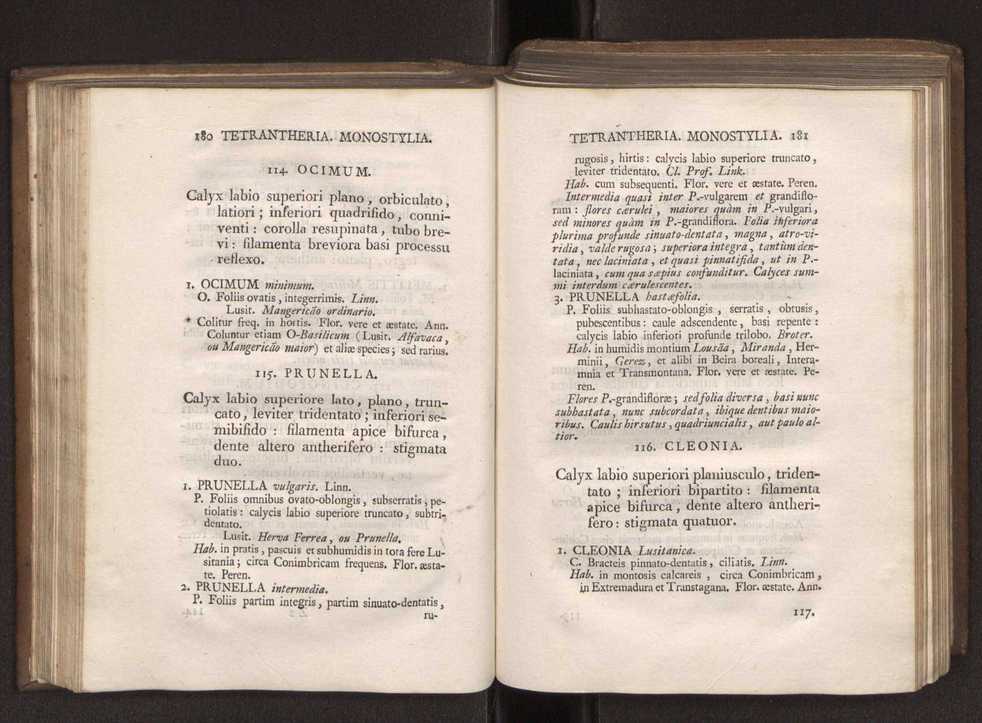 180 TETRANTHERIA. MONOSTYLIA.
114. OCIMUM.
Calyx labio superiori plano, orbiculato,
latiori; inferiori quadrifido, conni-
venti: corolla resupinata, tubo bre-
vi: filamenta breviora basi processu
reflexo.
1. OCIMUM minimum.
O. Foliis ovatis, integerrimis. Linn.
Lusit. Mangericão ordinario.
* Colitur freq. in hortis. Flor. vere et æstate. Ann.
Coluntur etiam O-Basilicum (Lusit. Alfavaca,
ou Mangericão maior) et aliæ species; sed rarius.
115. PRUNELLA.
Calyx labio superiore lato, plano, trun-
cato, leviter tridentato; inferiori se-
mibifido: filamenta apice bifurca,
dente altero antherifero: stigmata
duo.
1. PRUNELLA vulgaris. Linn.
P. Foliis omnibus ovato-oblongis, subserratis, pe-
tiolatis: calycis labio superiore truncato, subtri-
dentato.
Lusit. Herva Ferrea, ou Prunella.
Hab. in pratis, pascuis et subhumidis in tota fere Lu-
sitania; circa Conimbricam frequens. Flor. æsta-
te. Peren.
2. PRUNELLA intermedia.
P. Foliis partim integris, partim sinuato-dentatis,
ru-
TETRANTHERIA. MONOSTYLIA. 181
rugosis, hirtis: calycis labio superiore truncato,
leviter tridentato. Cl. Prof. Link.
Hab. cum subsequenti. Flor. vere et æstate. Peren.
Intermedia quasi inter P.-vulgarem et grandiflo-
ram: flores cærulei, maiores quàm in P.-vulgari,
sed minores quàm in P.-grandiflora. Folia inferiora
plurima profunde sinuato-dentata, magna, atro-vi-
ridia, valde rugosa; superiora integra, tantùm den-
tata, nec laciniata, et quasi pinnatifida, ut in P.-
laciniata, cum qua sæpius confunditur. Calyces sum-
mi interdum cærulescentes.
3. PRUNELLA hastæfolia.
P. Foliis subhastato-oblongis, serratis, obtusis,
pubescentibus: caule adscendente, basi repente:
calycis labio inferiori profunde trilobo. Broter.
Hab. in humidis montium Lousãa, Miranda, Her-
minii, Gerez, et alibi in Beira boreali, Intera-
mnia et Transmontana. Flor. vere et æstate. Pe-
ren.
Flores P.-grandifloræ; sed folia diversa, basi nunc
subhastata, nunc subcordata, ibique dentibus maio-
ribus. Caulis hirsutus, quadriuncialis, aut paulo al-
tior.
116. CLEONIA.
Calyx labio superiori planiusculo, triden-
tato; inferiori bipartito: filamenta
apice bifurca, dente altero antheri-
fero: stigmata quatuor.
1. CLEONIA Lusitanica.
C. Bracteis pinnato-dentatis, ciliatis. Linn.
Hab. in montosis calcareis, circa Conimbricam,
in Extremadura et Transtagana. Flor. æstate. Ann.
117.